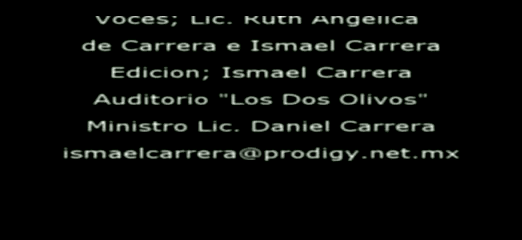 Voces; Lic. Ruth Angelica
de Carrera e Ismael Carrera
Edicion; Ismael Carrera
Auditorio "Los Dos Olivos"
Ministro Lic. Daniel Carrera
ismaelcarrera@prodigy.net.mx